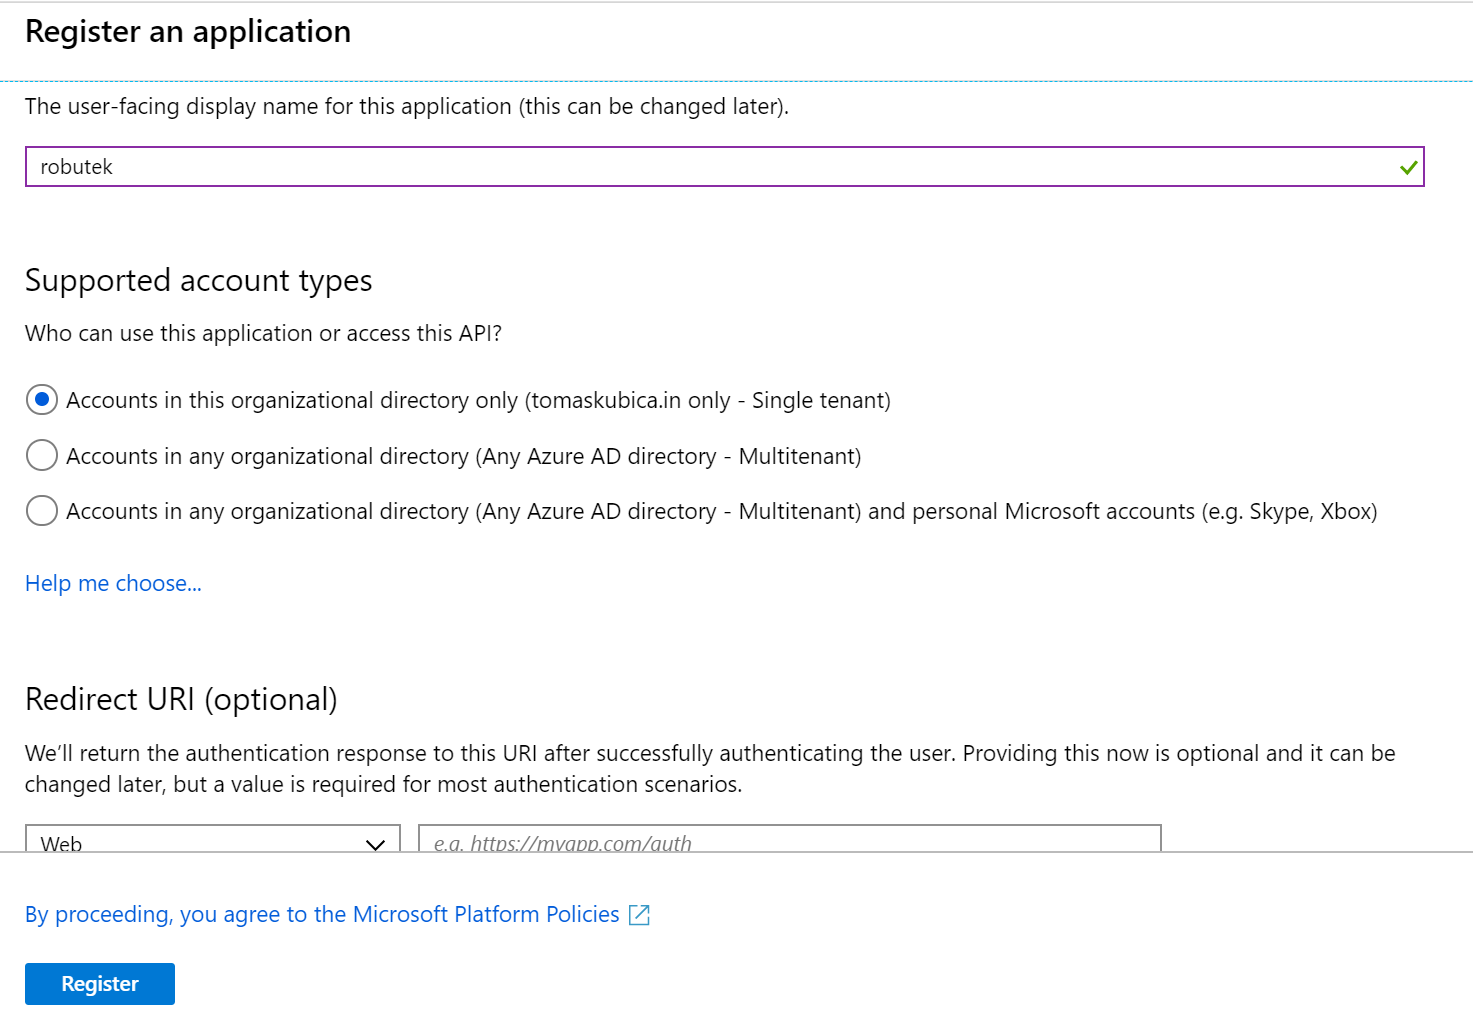 Register an application
The user-facing display name for this application (this can be changed later).
robutek
Supported account types
Who can use this application or access this API?
Accounts in this organizational directory only (tomaskubica.in only - Single tenant)
Accounts in any organizational directory (Any Azure AD directory - Multitenant)
Accounts in any organizational directory (Any Azure AD directory - Multitenant) and personal Microsoft accounts (e.g. Skype, Xbox)
Help me choose...
Redirect URI (optional)
We’ll return the authentication response to this URI after successfully authenticating the user. Providing this now is optional and it can be
changed later, but a value is required for most authentication scenarios.
Web
e.g. https://myapp.com/auth
By proceeding, you agree to the Microsoft Platform Policies
Register